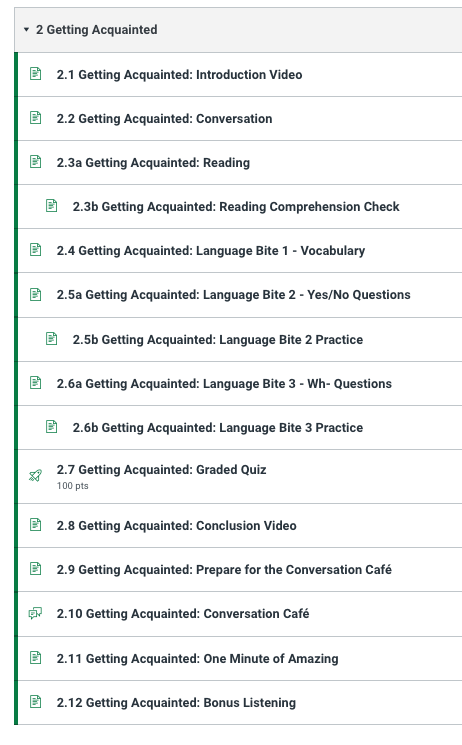 2 Getting Acquainted
2.1 Getting Acquainted: Introduction Video
2.2 Getting Acquainted: Conversation
2.3a Getting Acquainted: Reading
2.3b Getting Acquainted: Reading Comprehension Check
2.4 Getting Acquainted: Language Bite 1 - Vocabulary
2.5a Getting Acquainted: Language Bite 2 - Yes/No Questions
2.5b Getting Acquainted: Language Bite 2 Practice
2.6a Getting Acquainted: Language Bite 3 - Wh- Questions
2.6b Getting Acquainted: Language Bite 3 Practice
2.7 Getting Acquainted: Graded Quiz
100 pts
2.8 Getting Acquainted: Conclusion Video
2.9 Getting Acquainted: Prepare for the Conversation Café
2.10 Getting Acquainted: Conversation Café
2.11 Getting Acquainted: One Minute of Amazing
2.12 Getting Acquainted: Bonus Listening